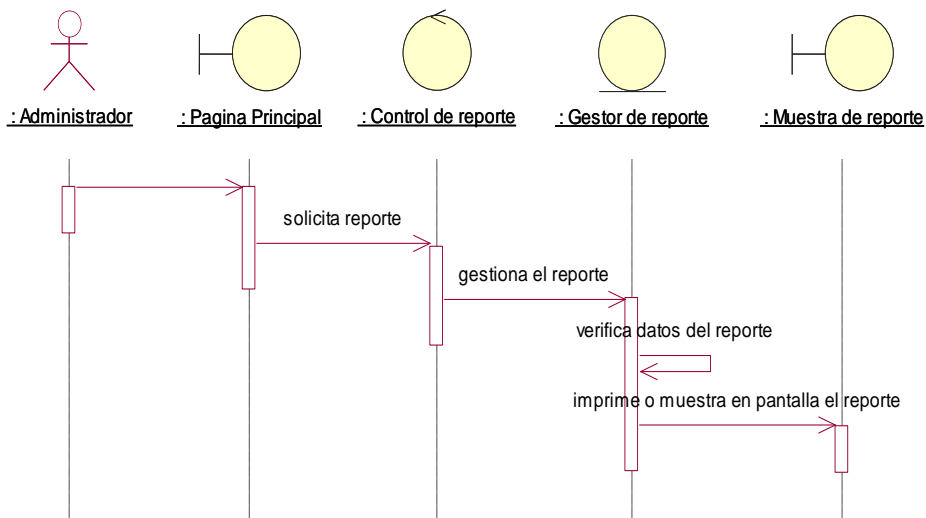 : Administrador
: Pagina Principal
: Control de reporte
: Gestor de reporte
: Muestra de reporte
solicita reporte
gestiona el reporte
verifica datos del reporte
imprime o muestra en pantalla el reporte